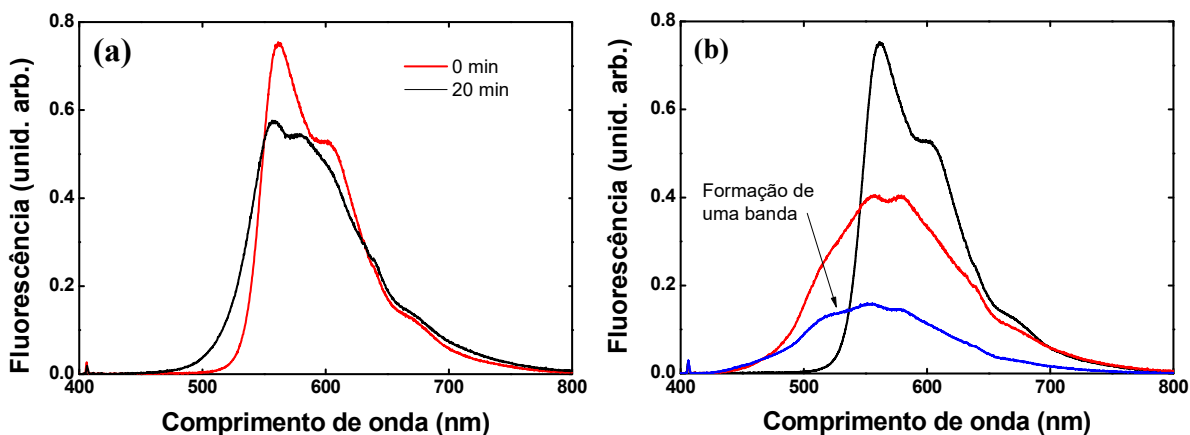 (a)
0 min
20 min
Fluorescência (unid. arb.)
0.8
0.6
0.4
0.2
0.0
400
500
600
700
800
Comprimento de onda (nm)
(b)
Formação de
uma banda
Fluorescência (unid. arb.)
0.8
0.6
0.4
0.2
0.0
400
500
600
700
800
Comprimento de onda (nm)